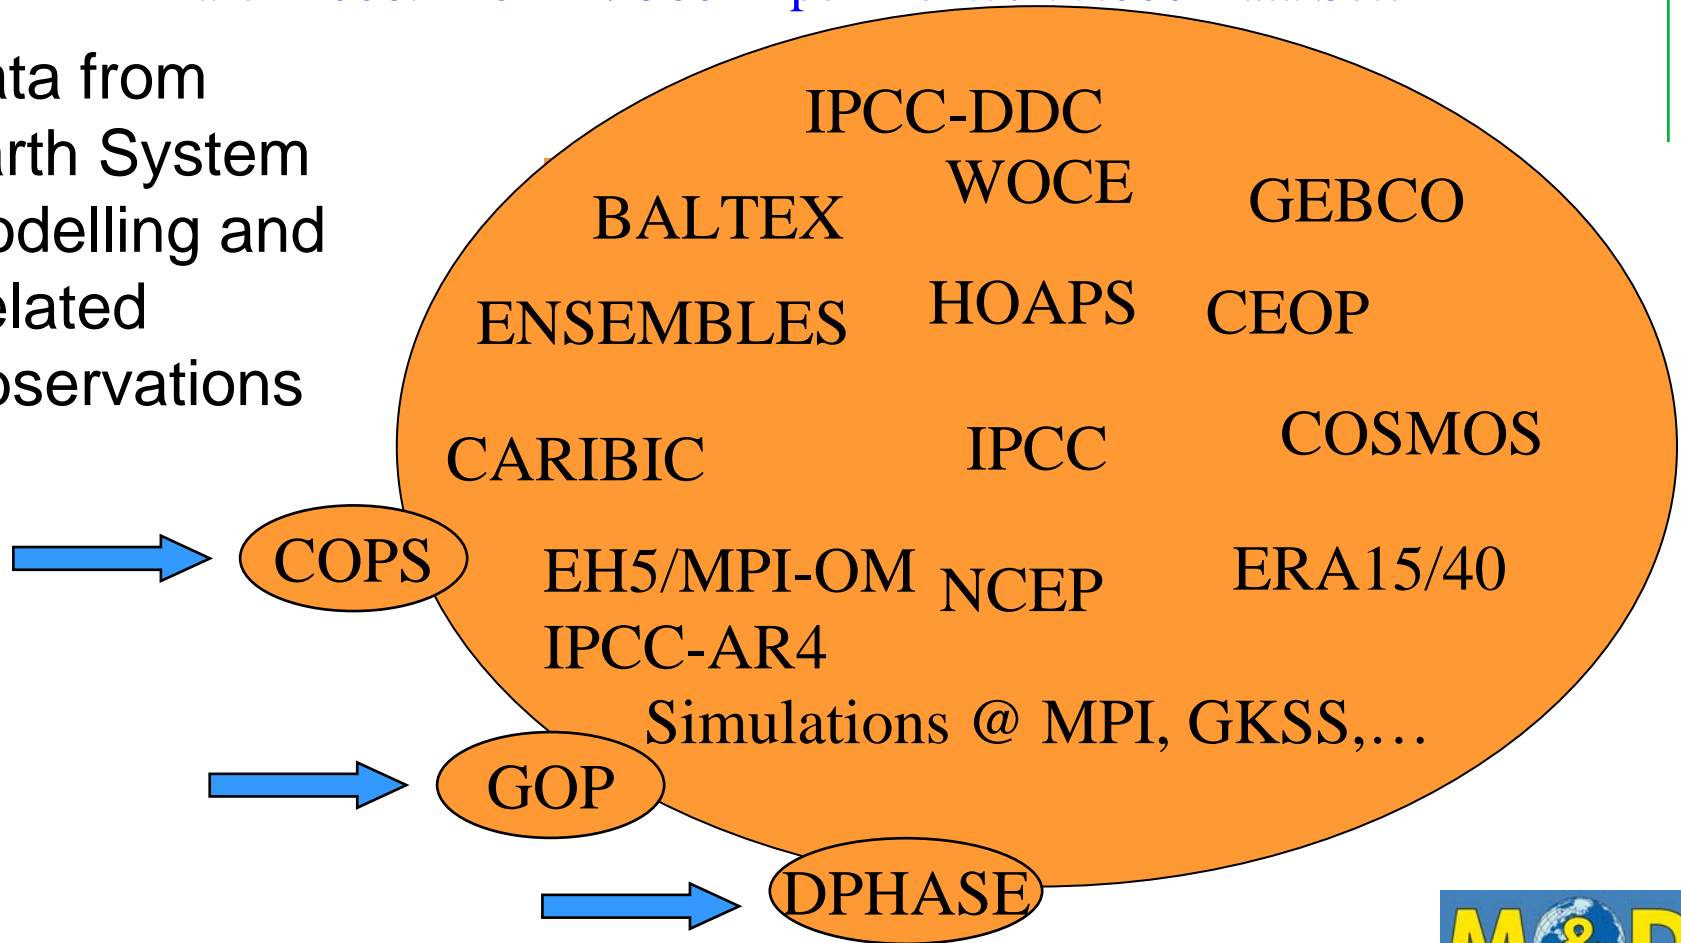 ata from
arth System
odelling and
elated
oservations
IPCC-DDC
WOCE
GEBCO
BALTEX
HOAPS
CEOP
ENSEMBLES
COSMOS
IPCC
CARIBIC
COPS
EH5/MPI-OM
NCEP
ERA15/40
IPCC-AR4
Simulations @ MPI, GKSS,…
GOP
DPHASE
M&D